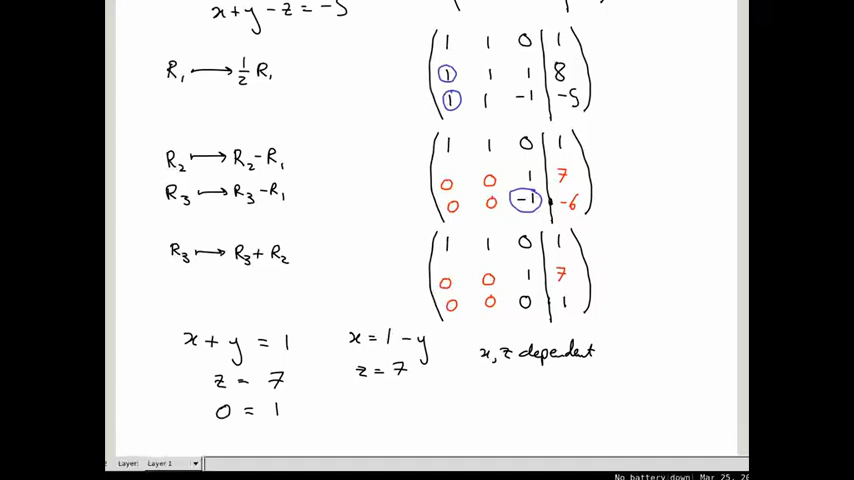 x+y-z=-5
R₁ ⟼ 1/2 R₁
1 1 0 | 1
1 1 1 | 8
1 1 -1 | -5
R₂ ⟼ R₂-R₁
R₃ ⟼ R₃-R₁
1 1 0 | 1
0 0 1 | 7
0 0 -1 | -6
R₃ ⟼ R₃+R₂
1 1 0 | 1
0 0 1 | 7
0 0 0 | 1
x+y = 1
z = 7
0 = 1
x = 1-y
z = 7
x, z dependent
Layer: Layer 1
No battery down Mar 25, 20